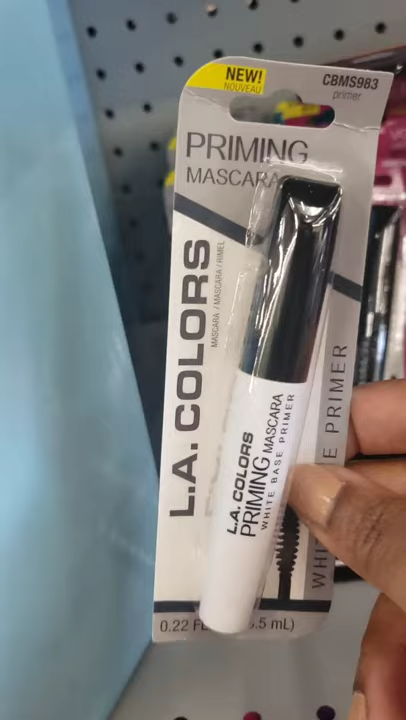 NEW!
NOUVEAU
CBMS983
primer
PRIMING
MASCARA
L.A. COLORS
MASCARA / MASCARA / RIMEL
L.A. COLORS
PRIMING
MASCARA
WHITE BASE PRIMER
PRIMER
0.22
mL)